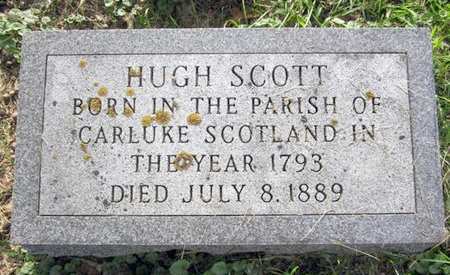 HUGH SCOTT
BORN IN THE PARISH OF
CARLUKE SCOTLAND IN
THE YEAR 1793
DIED JULY 8, 1889